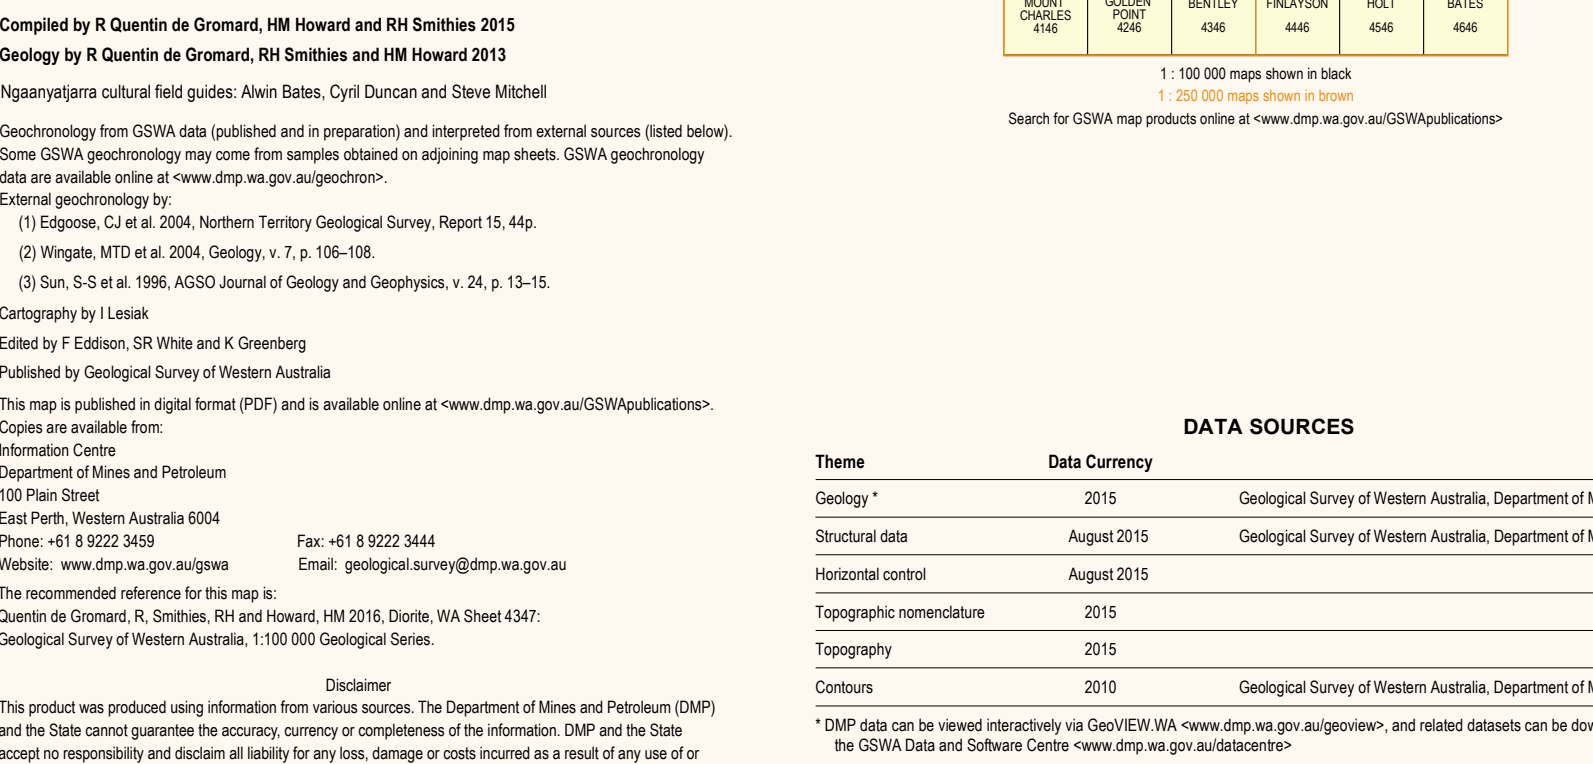 Compiled by R Quentin de Gromard, HM Howard and RH Smithies 2015
Geology by R Quentin de Gromard, RH Smithies and HM Howard 2013
Ngaanyatjarra cultural field guides: Alwin Bates, Cyril Duncan and Steve Mitchell
Geochronology from GSWA data (published and in preparation) and interpreted from external sources (listed below).
Some GSWA geochronology may come from samples obtained on adjoining map sheets. GSWA geochronology
data are available online at <www.dmp.wa.gov.au/geochron>.
External geochronology by:
(1) Edgoose, CJ et al. 2004, Northern Territory Geological Survey, Report 15, 44p.
(2) Wingate, MTD et al. 2004, Geology, v. 7, p. 106–108.
(3) Sun, S-S et al. 1996, AGSO Journal of Geology and Geophysics, v. 24, p. 13–15.
Cartography by I Lesiak
Edited by F Eddison, SR White and K Greenberg
Published by Geological Survey of Western Australia
This map is published in digital format (PDF) and is available online at <www.dmp.wa.gov.au/GSWApublications>.
Copies are available from:
Information Centre
Department of Mines and Petroleum
100 Plain Street
East Perth, Western Australia 6004
Phone: +61 8 9222 3459 Fax: +61 8 9222 3444
Website: www.dmp.wa.gov.au/gswa Email: geological.survey@dmp.wa.gov.au
The recommended reference for this map is:
Quentin de Gromard, R, Smithies, RH and Howard, HM 2016, Diorite, WA Sheet 4347:
Geological Survey of Western Australia, 1:100 000 Geological Series.
Disclaimer
This product was produced using information from various sources. The Department of Mines and Petroleum (DMP)
and the State cannot guarantee the accuracy, currency or completeness of the information. DMP and the State
accept no responsibility and disclaim all liability for any loss, damage or costs incurred as a result of any use of or
MOUNT CHARLES 4146
GOLDEN POINT 4246
BENTLEY 4346
FINLAYSON 4446
HOLT 4546
BATES 4646
1 : 100 000 maps shown in black
1 : 250 000 maps shown in brown
Search for GSWA map products online at <www.dmp.wa.gov.au/GSWApublications>
DATA SOURCES
Theme Data Currency
Geology * 2015 Geological Survey of Western Australia, Department of M
Structural data August 2015 Geological Survey of Western Australia, Department of M
Horizontal control August 2015
Topographic nomenclature 2015
Topography 2015
Contours 2010 Geological Survey of Western Australia, Department of M
* DMP data can be viewed interactively via GeoVIEW.WA <www.dmp.wa.gov.au/geoview>, and related datasets can be dow
the GSWA Data and Software Centre <www.dmp.wa.gov.au/datacentre>